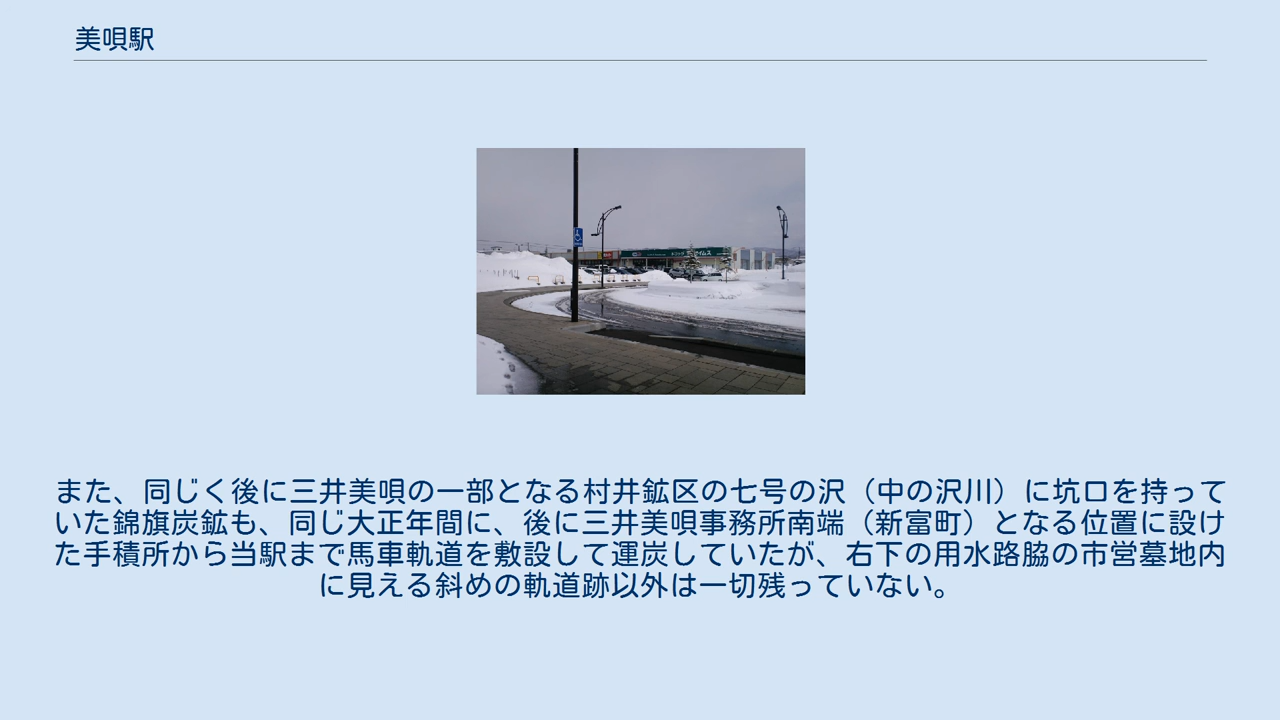 美唄駅
また、同じく後に三井美唄の一部となる村井鉱区の七号の沢（中の沢川）に坑口を持って
いた錦旗炭鉱も、同じ大正年間に、後に三井美唄事務所南端（新富町）となる位置に設け
た手積所から当駅まで馬車軌道を敷設して運炭していたが、右下の用水路脇の市営墓地内
に見える斜めの軌道跡以外は一切残っていない。